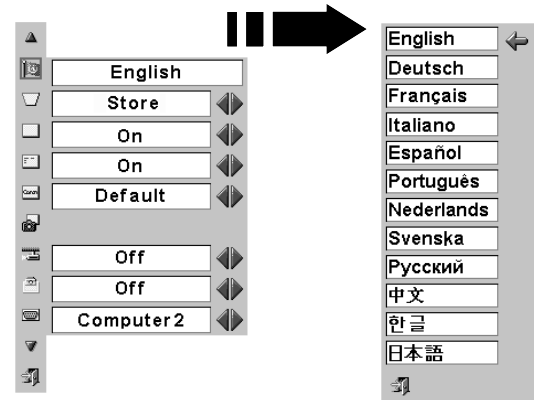 English
Store
On
On
Default
Off
Off
Computer2
English
Deutsch
Français
Italiano
Español
Português
Nederlands
Svenska
Русский
中文
한글
日本語